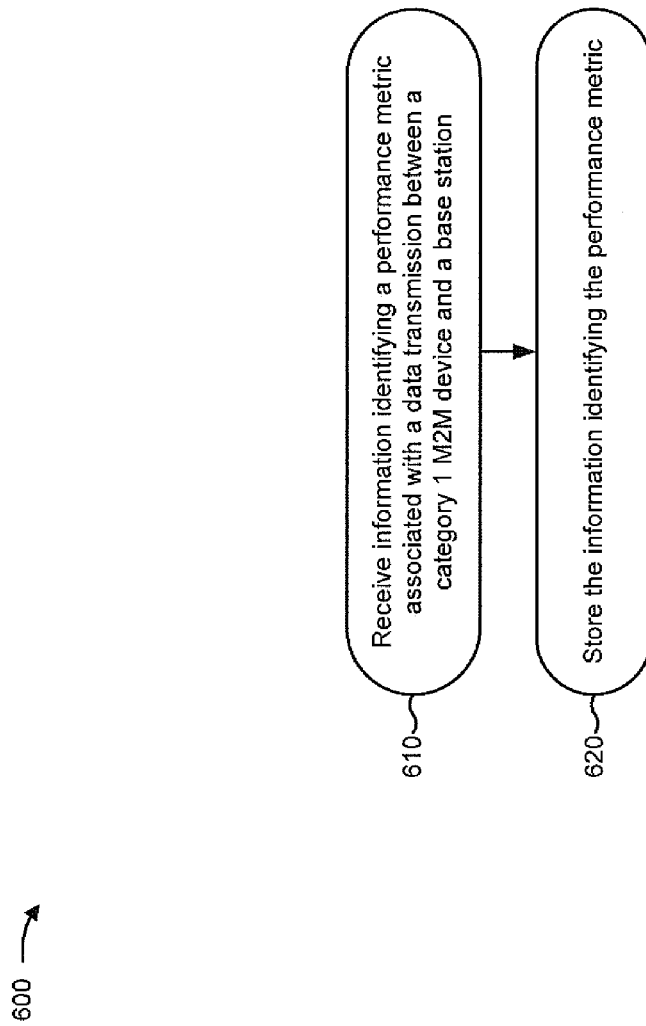 600
610
Receive information identifying a performance metric
associated with a data transmission between a
category 1 M2M device and a base station
620
Store the information identifying the performance metric